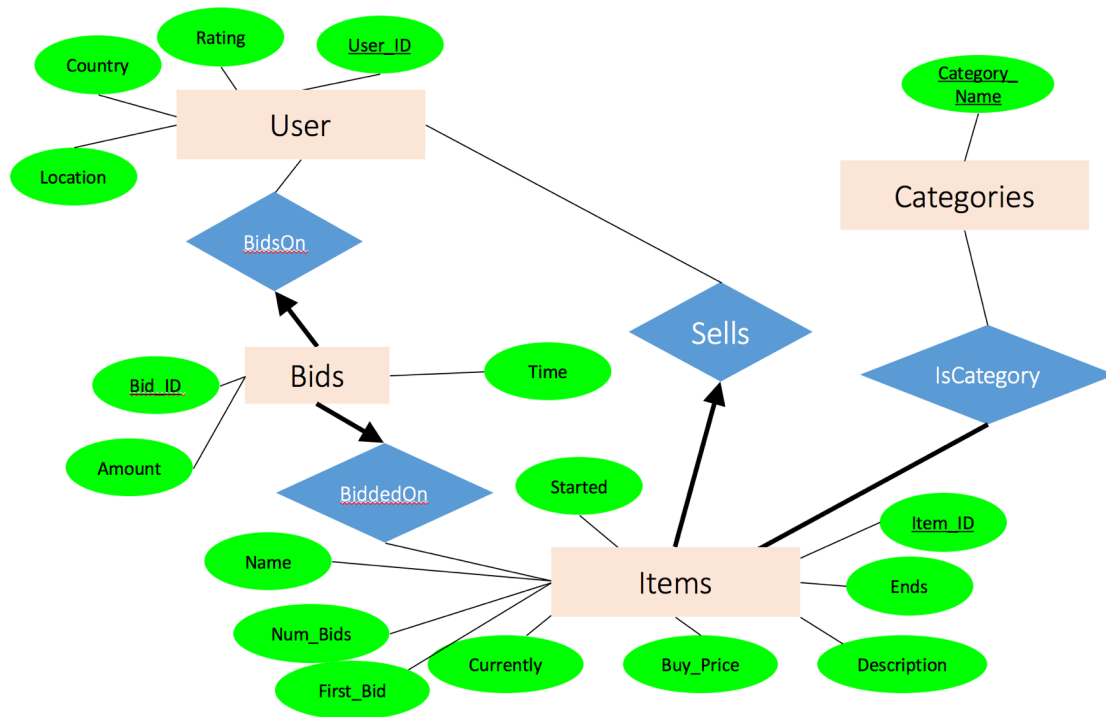 Rating
User_ID
Country
Category_
Name
User
Location
Categories
BidsOn
Sells
Bids
Time
IsCategory
Bid_ID
Amount
Started
BiddedOn
Item_ID
Name
Items
Ends
Num_Bids
Currently
Buy_Price
Description
First_Bid